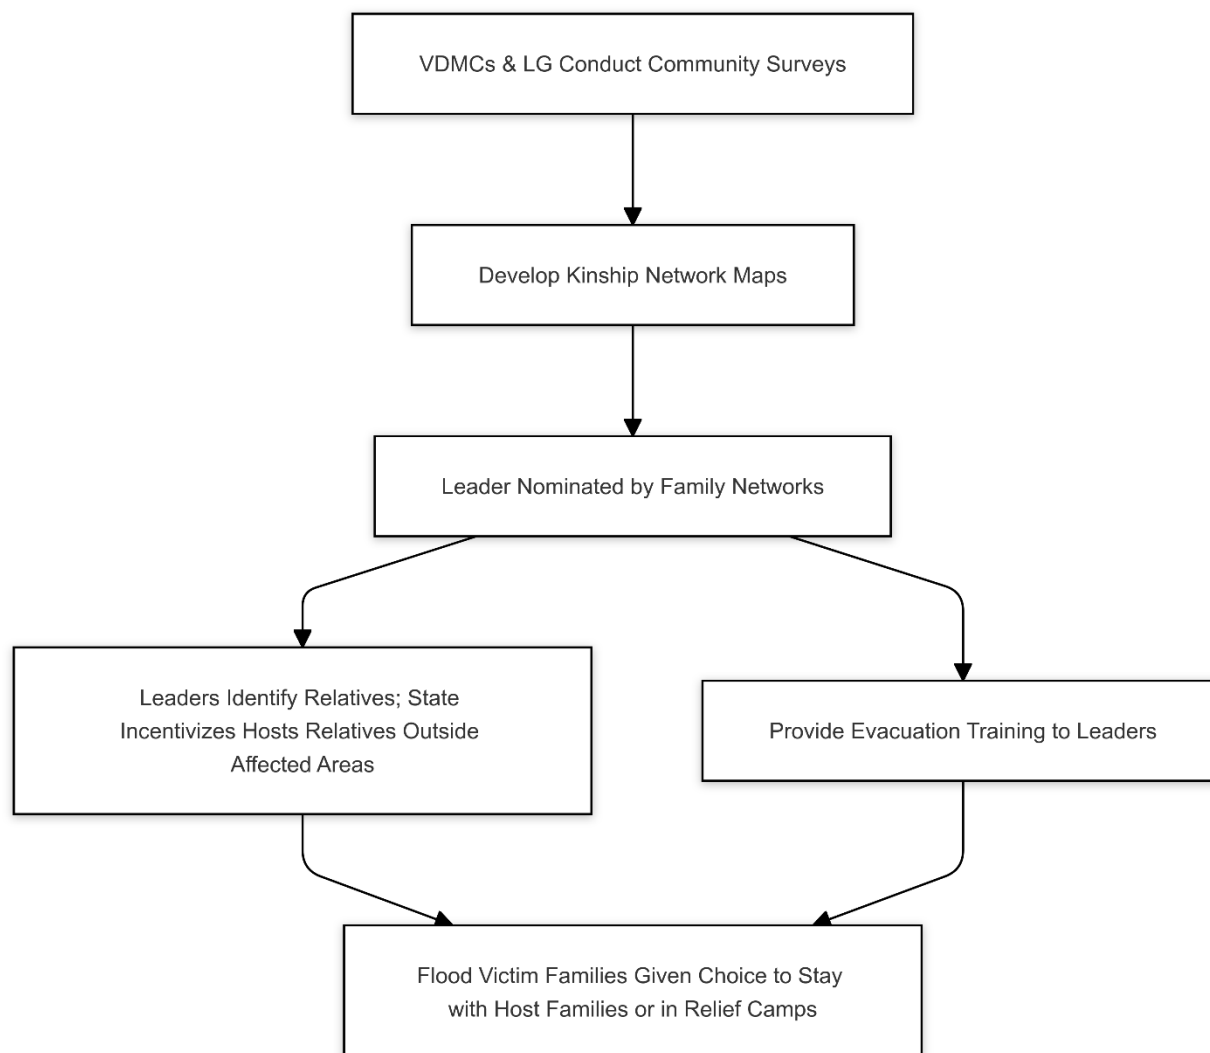 VDMCs & LG Conduct Community Surveys
Develop Kinship Network Maps
Leader Nominated by Family Networks
Leaders Identify Relatives; State
Incentivizes Hosts Relatives Outside
Affected Areas
Provide Evacuation Training to Leaders
Flood Victim Families Given Choice to Stay
with Host Families or in Relief Camps